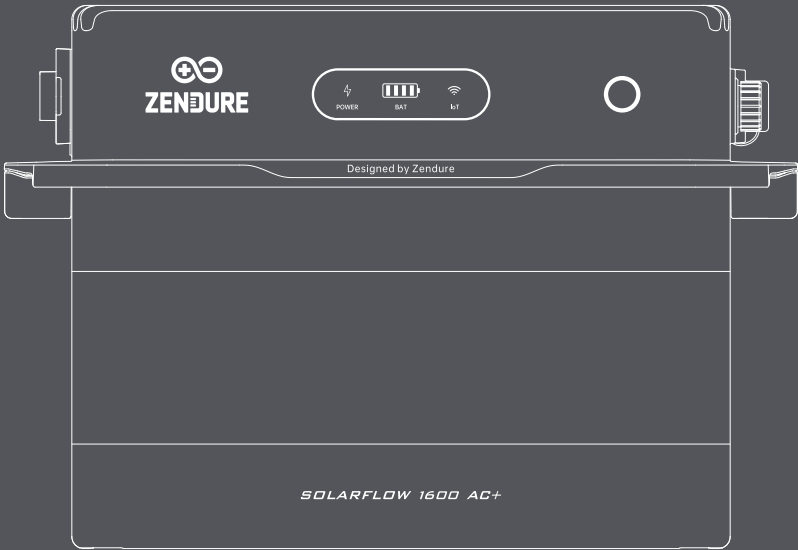 ZENDURE
POWER
BAT
IoT
Designed by Zendure
SOLARFLOW 1600 AC+